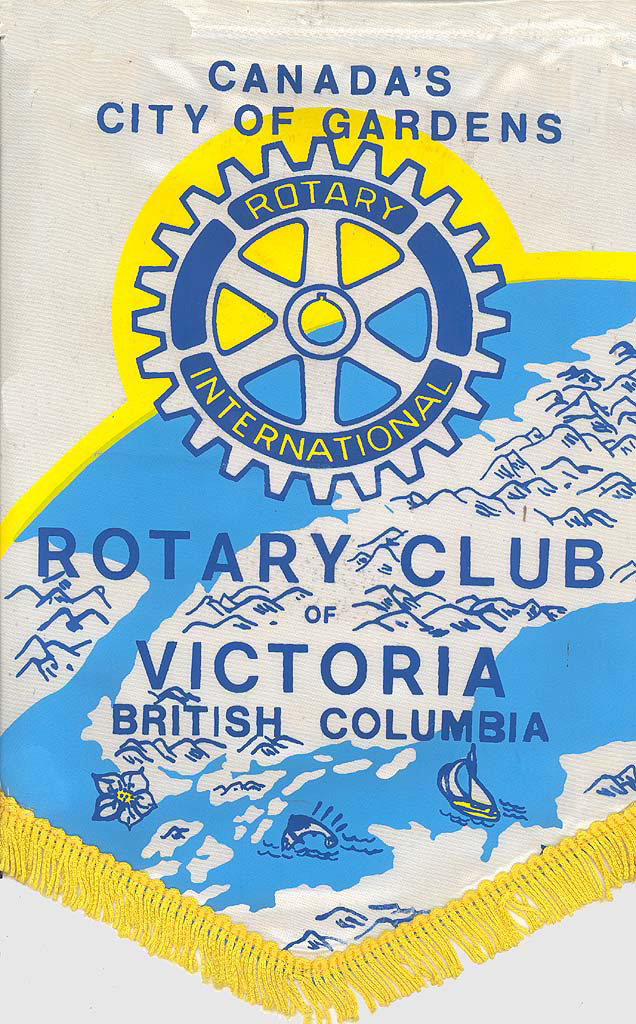 CANADA'S
CITY OF GARDENS
ROTARY
INTERNATIONAL
ROTARY CLUB
OF
VICTORIA
BRITISH COLUMBIA